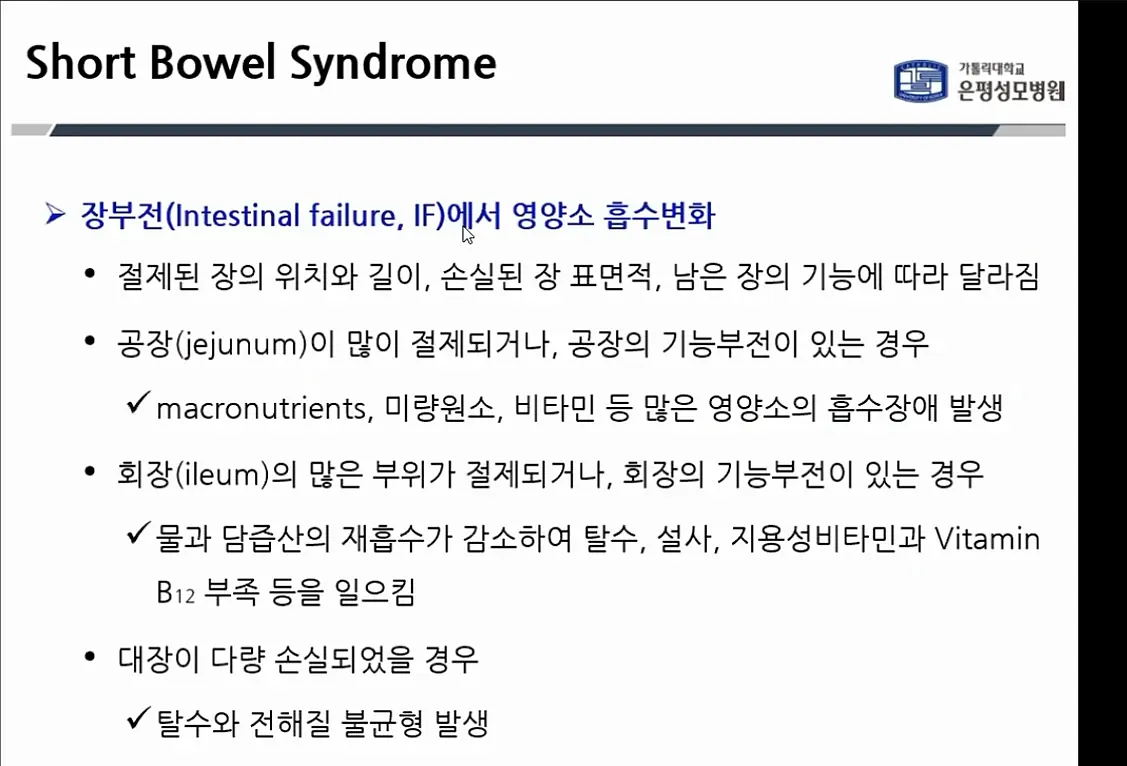 Short Bowel Syndrome
가톨릭대학교
은평성모병원
➢ 장부전(Intestinal failure, IF)에서 영양소 흡수변화
• 절제된 장의 위치와 길이, 손실된 장 표면적, 남은 장의 기능에 따라 달라짐
• 공장(jejunum)이 많이 절제되거나, 공장의 기능부전이 있는 경우
✓ macronutrients, 미량원소, 비타민 등 많은 영양소의 흡수장애 발생
• 회장(ileum)의 많은 부위가 절제되거나, 회장의 기능부전이 있는 경우
✓ 물과 담즙산의 재흡수가 감소하여 탈수, 설사, 지용성비타민과 Vitamin
B₁₂ 부족 등을 일으킴
• 대장이 다량 손실되었을 경우
✓ 탈수와 전해질 불균형 발생